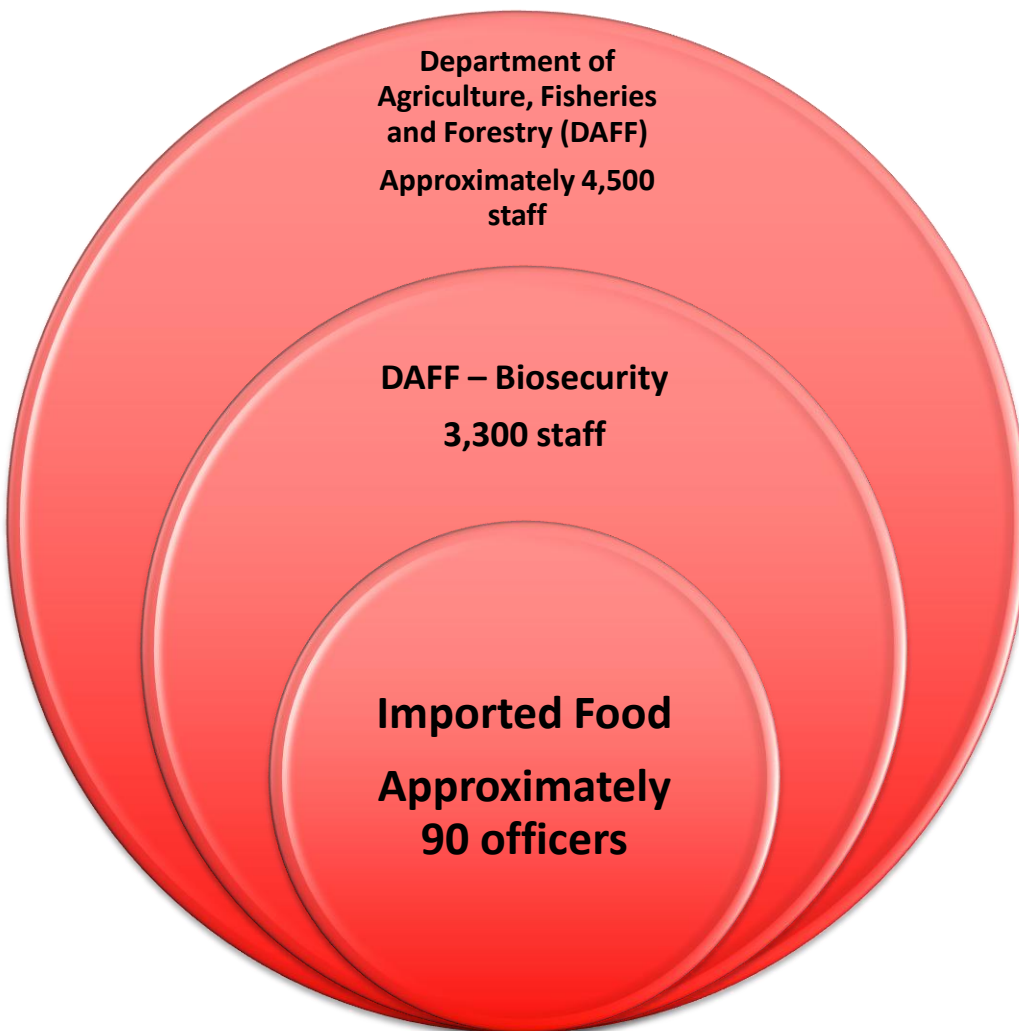 Department of
Agriculture, Fisheries
and Forestry (DAFF)
Approximately 4,500
staff
DAFF – Biosecurity
3,300 staff
Imported Food
Approximately
90 officers